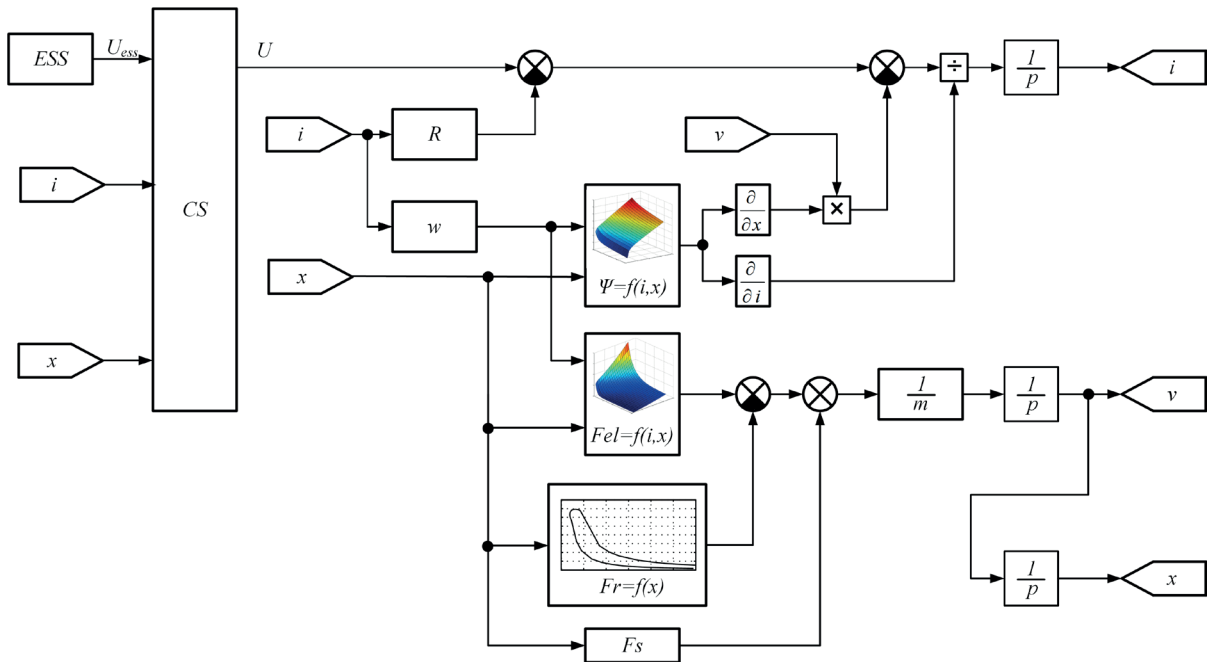 ESS
U_ess
U
CS
i
x
i
R
w
x
v
Ψ=f(i,x)
∂
∂x
×
∂
∂i
÷
1
p
i
Fel=f(i,x)
1
m
1
p
v
Fr=f(x)
1
p
x
Fs